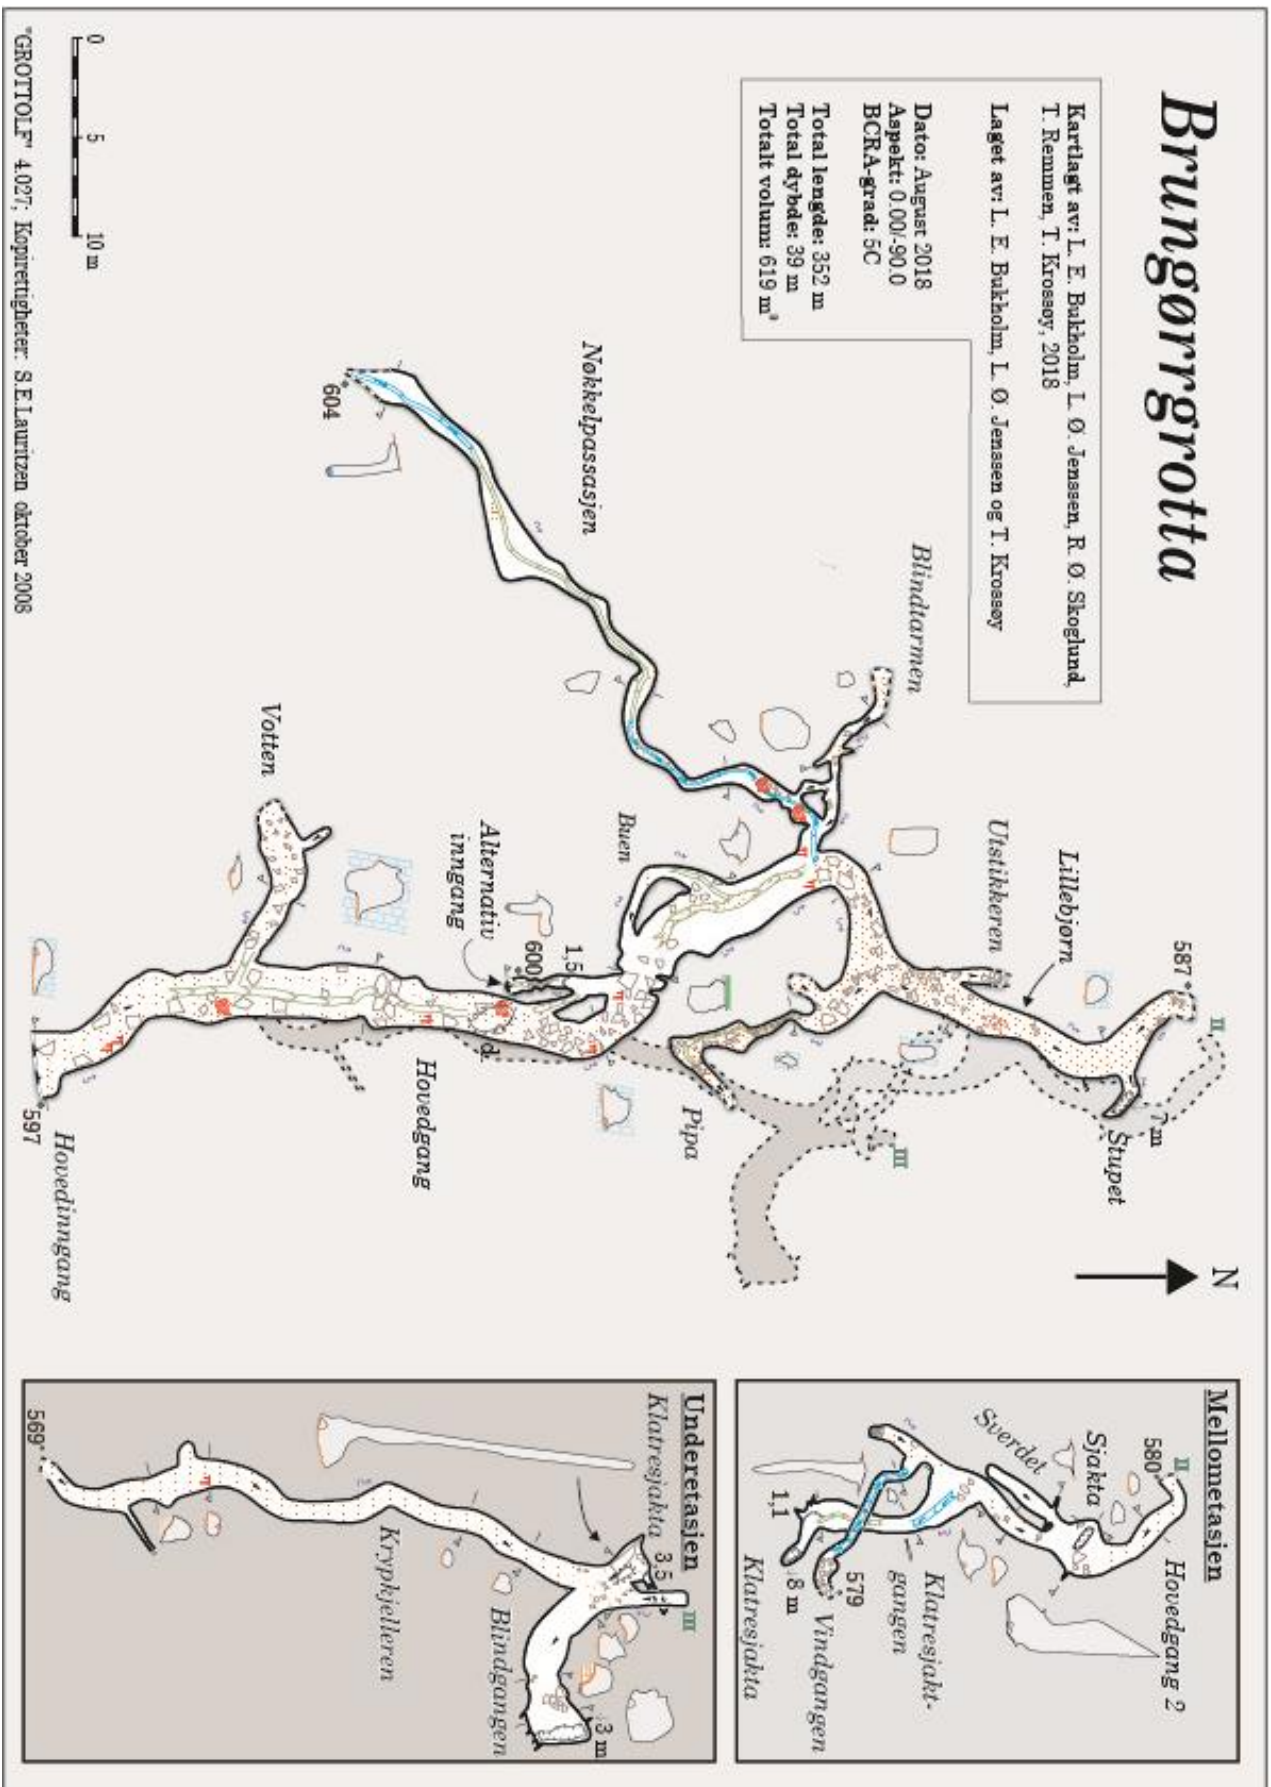 Brungørrgrotta
Kartlagt av: L. E. Bukholm, L. Ø. Jenssen, R. Ø. Skoglund,
T. Remmen, T. Krossøy, 2018
Laget av: L. E. Bukholm, L. Ø. Jenssen og T. Krossøy
Dato: August 2018
Aspekt: 0.00/-90.0
BCRA-grad: 5C
Total lengde: 352 m
Total dybde: 39 m
Totalt volum: 619 m³
0
5
10 m
"GROTTOLF" 4.027; Kopirettigheter: S.E.Lauritzen oktober 2008
Nøkkelpassasjen
604
Blindtarmen
Votten
Buen
Alternativ
inngang
600
1,5
Utstikkeren
Lillebjørn
587
II
7 m
Stupet
III
Pipa
d.
Hovedgang
Hovedinngang
597
N
Mellometasjen
II
580
Sjakta
Sverdet
Hovedgang 2
Klatresjakt-
gangen
579
Vindgangen
1,1
8 m
Klatresjakta
Underetasjen
Klatresjakta
3,5
III
3 m
Blindgangen
Krypkjelleren
569